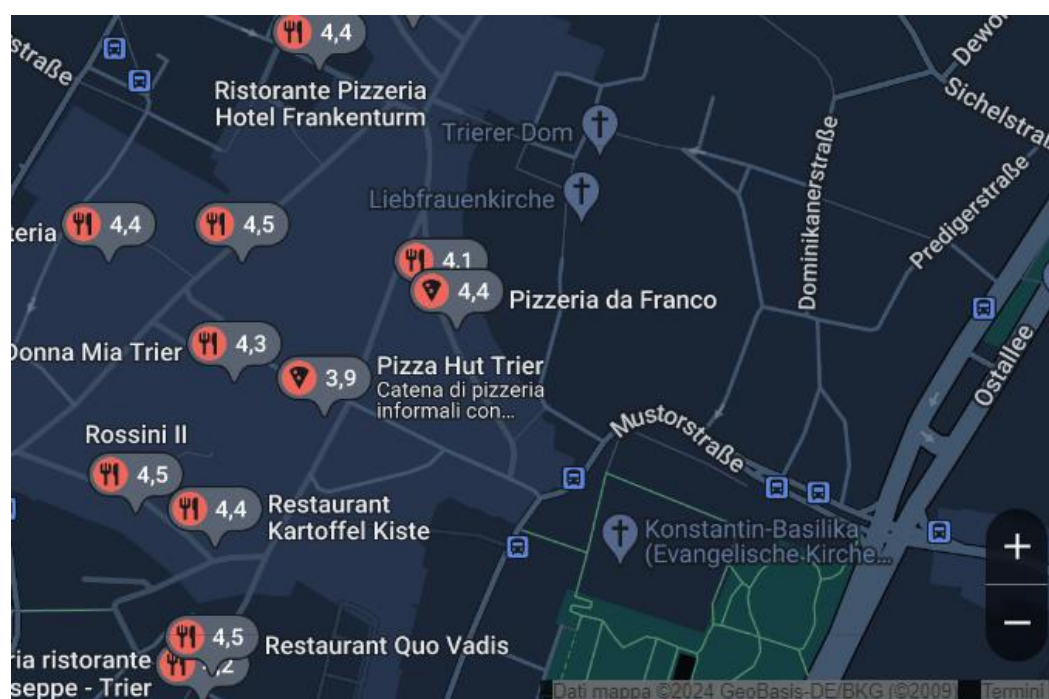 straße
4,4
Ristorante Pizzeria
Hotel Frankenturm
Trierer Dom
Liebfrauenkirche
Sichelstraß
Dominikanerstraße
Predigerstraße
teria
4,4
4,5
4,1
4,4
Pizzeria da Franco
Donna Mia Trier
4,3
3,9
Pizza Hut Trier
Catena di pizzeria
informali con...
Ostallee
Mustorstraße
Rossini II
4,5
4,4
Restaurant
Kartoffel Kiste
Konstantin-Basilika
(Evangelische Kirche...
+
−
4,5
Restaurant Quo Vadis
ria ristorante
seppe - Trier
Dati mappa ©2024 GeoBasis-DE/BKG (©2009)
Termini